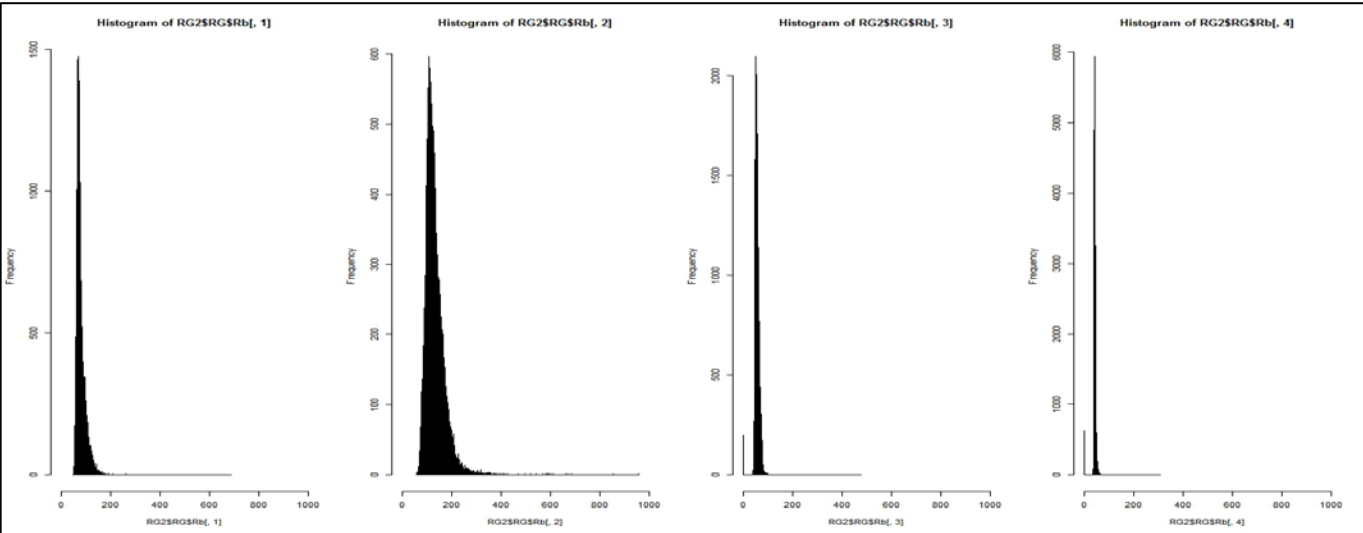 Histogram of RG2$RG$Rb[, 1]
Frequency
0
500
1000
1500
0 200 400 600 800 1000
RG2$RG$Rb[, 1]
Histogram of RG2$RG$Rb[, 2]
Frequency
0
100
200
300
400
500
600
0 200 400 600 800 1000
RG2$RG$Rb[, 2]
Histogram of RG2$RG$Rb[, 3]
Frequency
0
500
1000
1500
2000
0 200 400 600 800 1000
RG2$RG$Rb[, 3]
Histogram of RG2$RG$Rb[, 4]
Frequency
0
1000
2000
3000
4000
5000
6000
0 200 400 600 800 1000
RG2$RG$Rb[, 4]